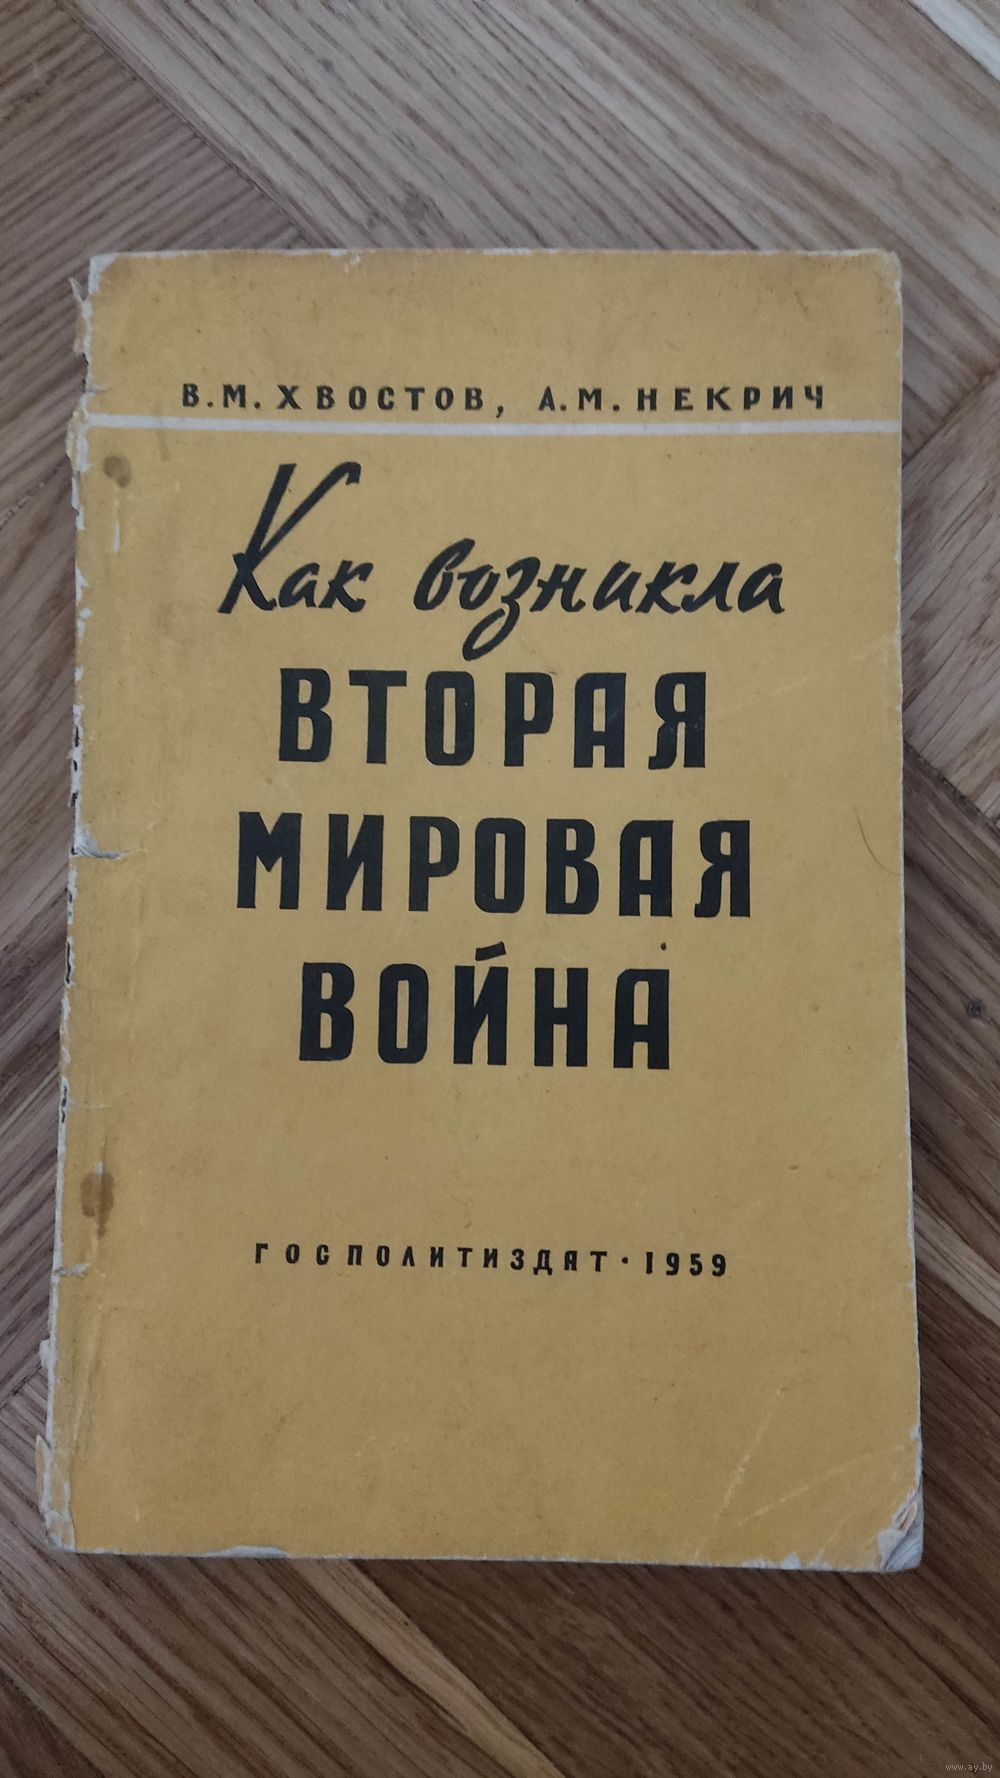 В.М.ХВОСТОВ, А.М.НЕКРИЧ
Как возникла
ВТОРАЯ
МИРОВАЯ
ВОЙНА
ГОСПОЛИТИЗДАТ · 1959
www.ay.by